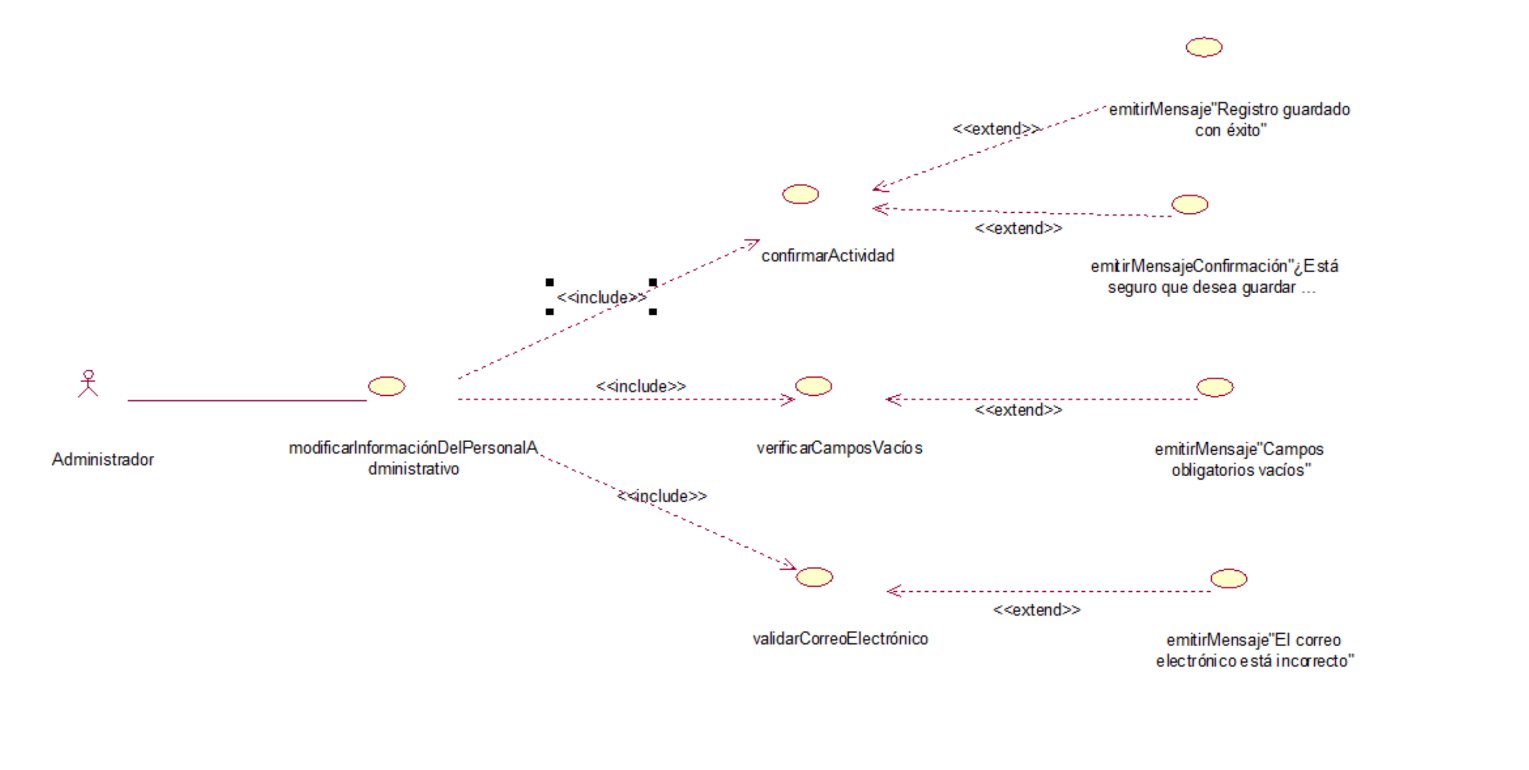 emitirMensaje"Registro guardado
con éxito"
<<extend>>
<<extend>>
confirmarActividad
emitirMensajeConfirmación"¿Está
seguro que desea guardar ...
<<include>>
<<include>>
<<extend>>
Administrador
modificarInformaciónDelPersonalA
dministrativo
verificarCamposVacíos
emitirMensaje"Campos
obligatorios vacíos"
<<include>>
<<extend>>
validarCorreoElectrónico
emitirMensaje"El correo
electrónico está incorrecto"